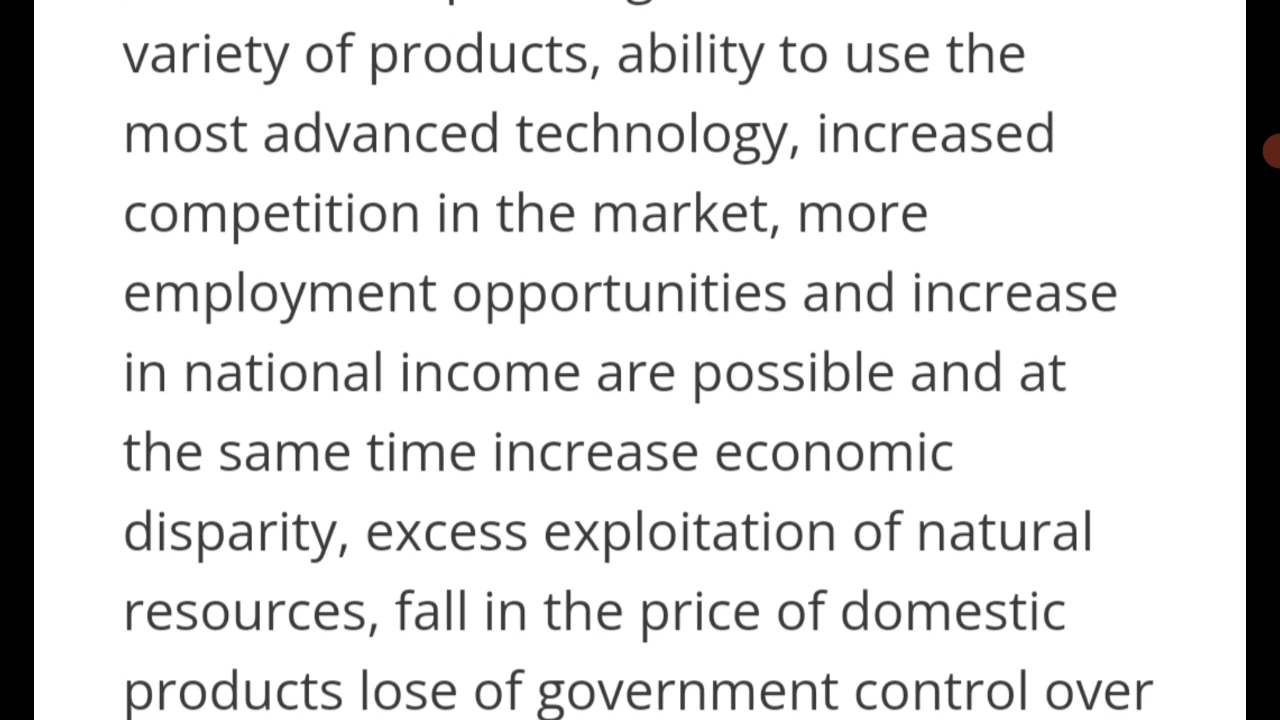 variety of products, ability to use the
most advanced technology, increased
competition in the market, more
employment opportunities and increase
in national income are possible and at
the same time increase economic
disparity, excess exploitation of natural
resources, fall in the price of domestic
products lose of government control over